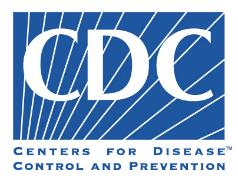 CDC
CENTERS FOR DISEASE™
CONTROL AND PREVENTION